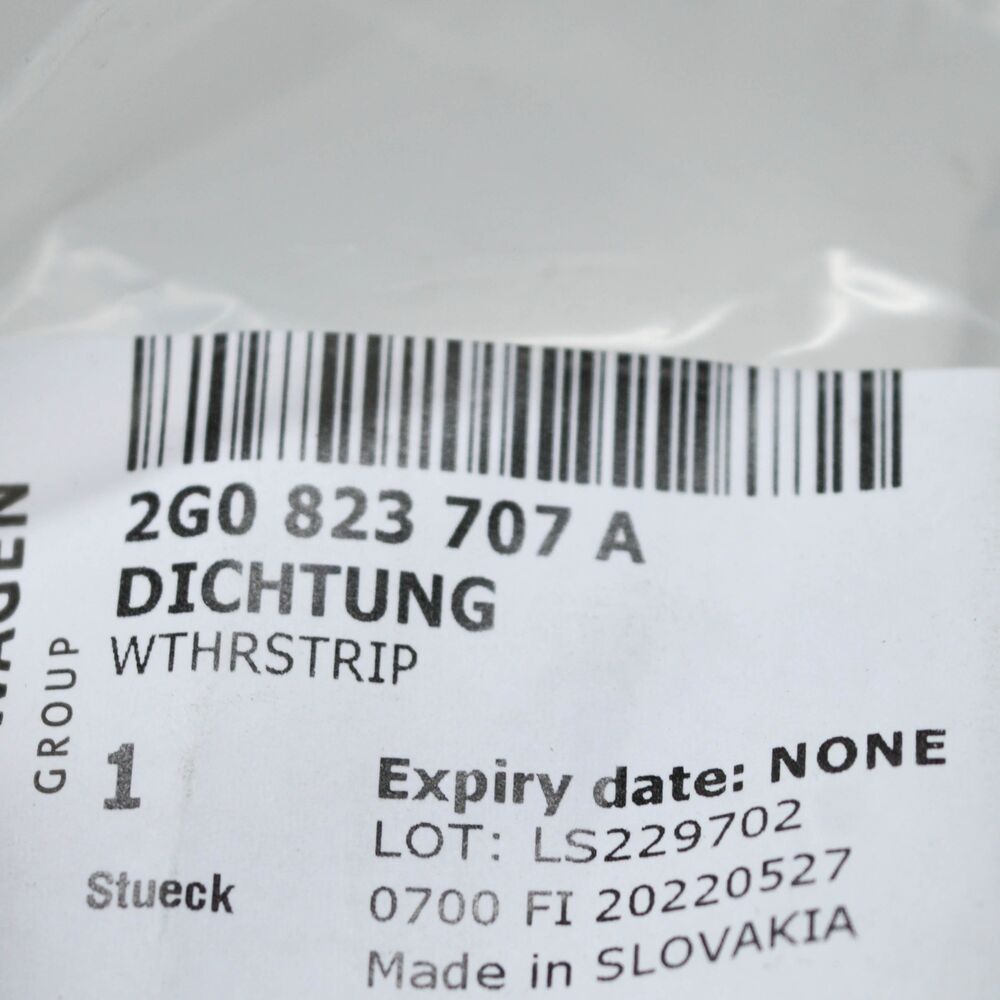 2G0 823 707 A
DICHTUNG
WTHRSTRIP
GROUP
1
Stueck
Expiry date: NONE
LOT: LS229702
0700 FI 20220527
Made in SLOVAKIA